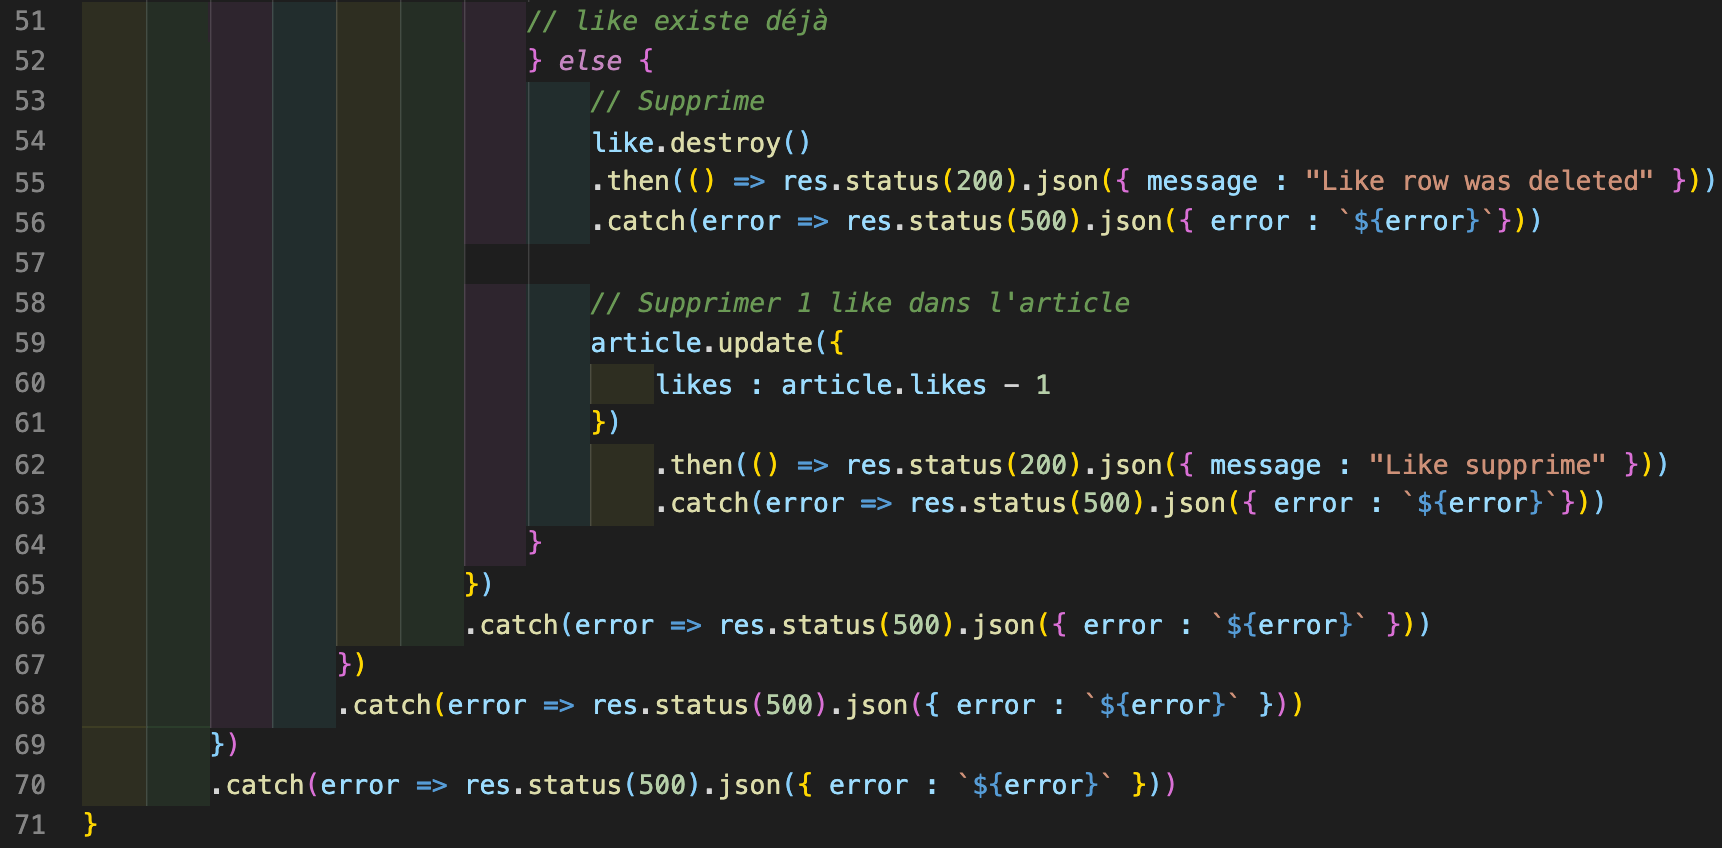 51 // like existe déjà
52 } else {
53 // Supprime
54 like.destroy()
55 .then(() => res.status(200).json({ message : "Like row was deleted" }))
56 .catch(error => res.status(500).json({ error : `${error}`}))
57
58 // Supprimer 1 like dans l'article
59 article.update({
60 likes : article.likes - 1
61 })
62 .then(() => res.status(200).json({ message : "Like supprime" }))
63 .catch(error => res.status(500).json({ error : `${error}`}))
64 }
65 })
66 .catch(error => res.status(500).json({ error : `${error}` }))
67 })
68 .catch(error => res.status(500).json({ error : `${error}` }))
69 })
70 .catch(error => res.status(500).json({ error : `${error}` }))
71 }